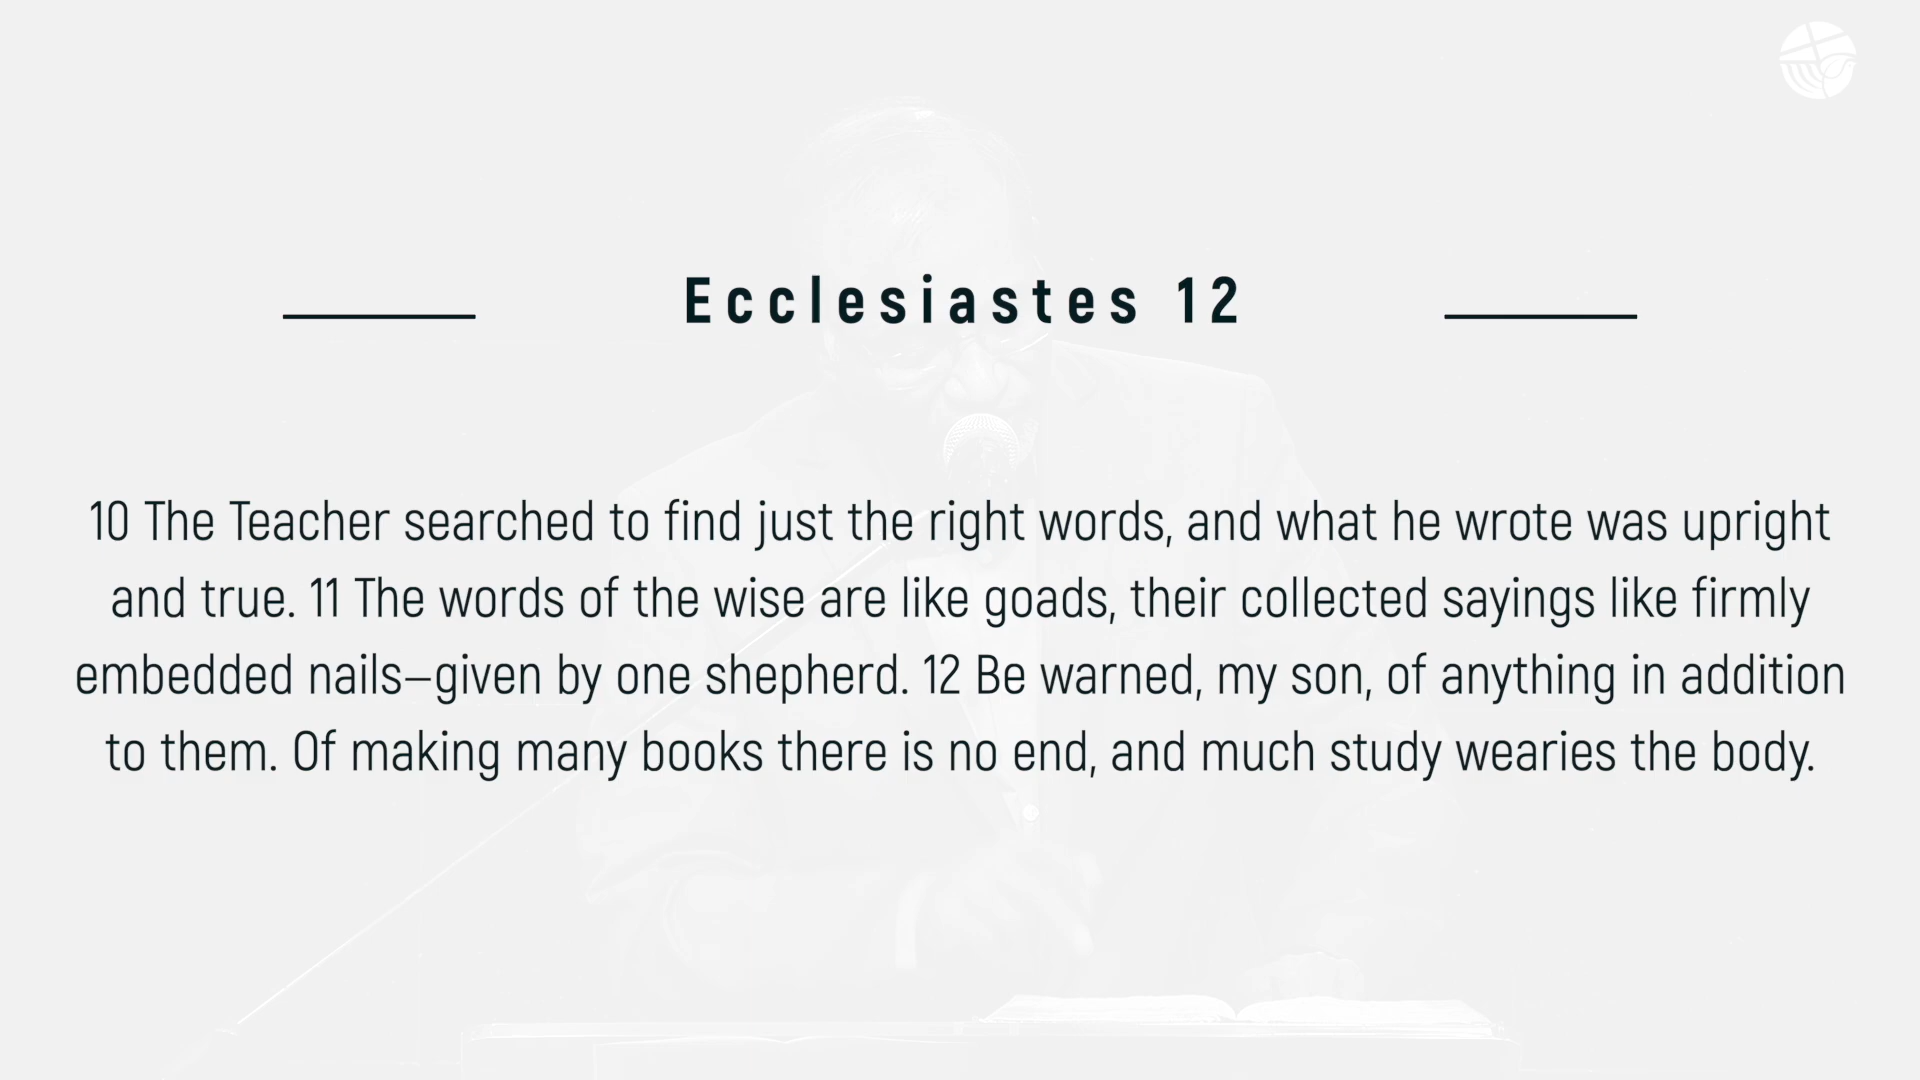 Ecclesiastes 12
10 The Teacher searched to find just the right words, and what he wrote was upright
and true. 11 The words of the wise are like goads, their collected sayings like firmly
embedded nails—given by one shepherd. 12 Be warned, my son, of anything in addition
to them. Of making many books there is no end, and much study wearies the body.